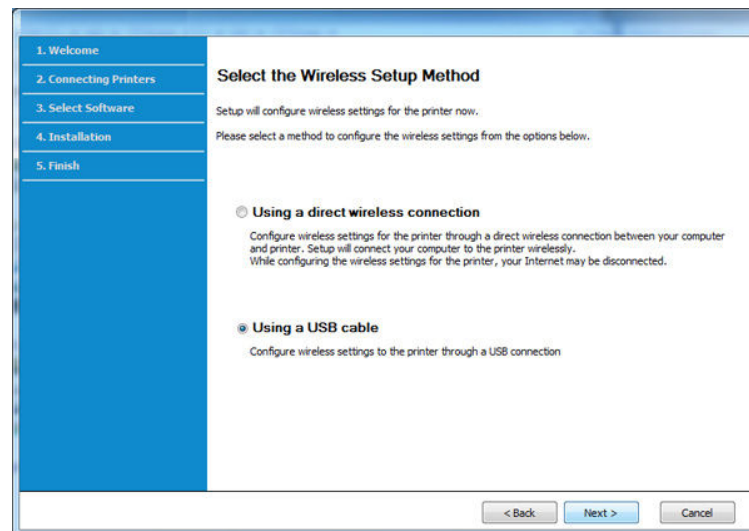 1. Welcome
2. Connecting Printers
3. Select Software
4. Installation
5. Finish
Select the Wireless Setup Method
Setup will configure wireless settings for the printer now.
Please select a method to configure the wireless settings from the options below.
Using a direct wireless connection
Configure wireless settings for the printer through a direct wireless connection between your computer
and printer. Setup will connect your computer to the printer wirelessly.
While configuring the wireless settings for the printer, your Internet may be disconnected.
Using a USB cable
Configure wireless settings to the printer through a USB connection
< Back
Next >
Cancel